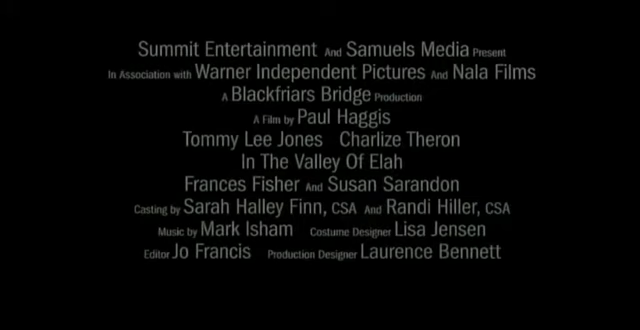 Summit Entertainment And Samuels Media Present
In Association with Warner Independent Pictures And Nala Films
A Blackfriars Bridge Production
A Film by Paul Haggis
Tommy Lee Jones Charlize Theron
In The Valley Of Elah
Frances Fisher And Susan Sarandon
Casting by Sarah Halley Finn, CSA And Randi Hiller, CSA
Music by Mark Isham Costume Designer Lisa Jensen
Editor Jo Francis Production Designer Laurence Bennett